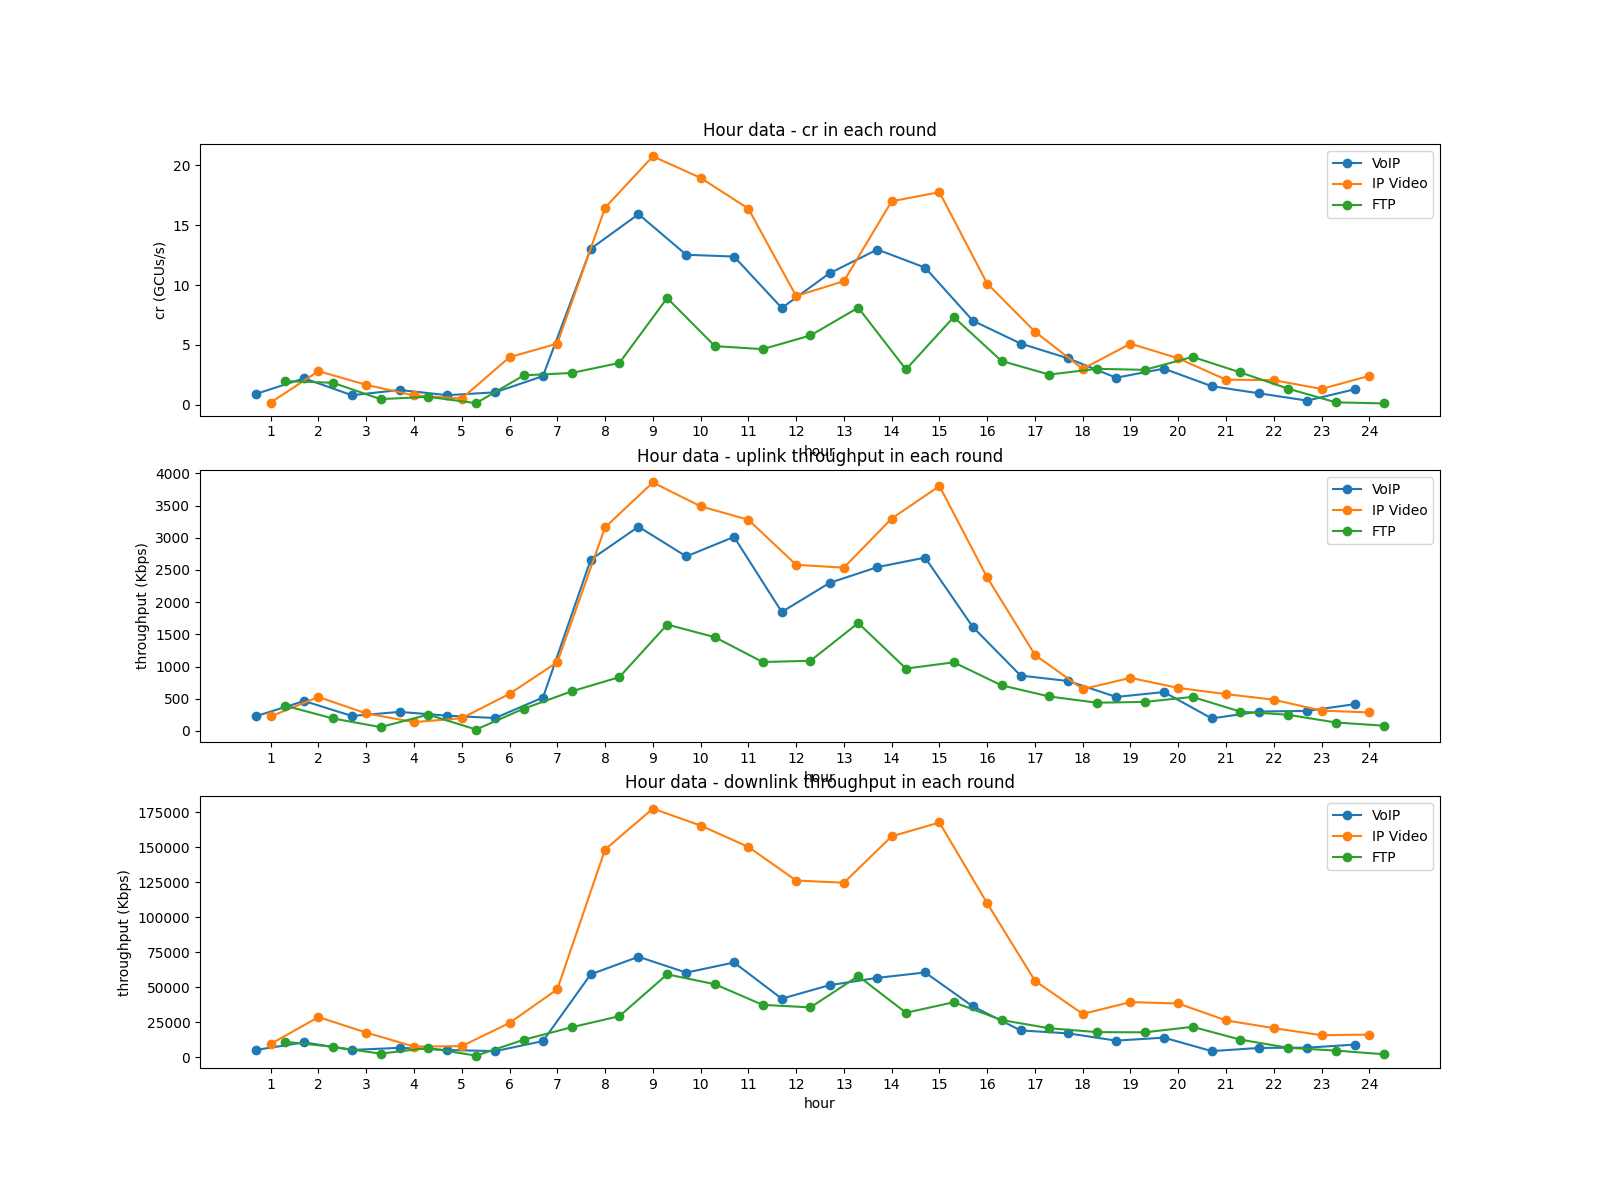 Hour data - cr in each round
cr (GCUs/s)
20
15
10
5
0
VoIP
IP Video
FTP
1 2 3 4 5 6 7 8 9 10 11 12 13 14 15 16 17 18 19 20 21 22 23 24
hour
Hour data - uplink throughput in each round
throughput (Kbps)
4000
3500
3000
2500
2000
1500
1000
500
0
VoIP
IP Video
FTP
1 2 3 4 5 6 7 8 9 10 11 12 13 14 15 16 17 18 19 20 21 22 23 24
hour
Hour data - downlink throughput in each round
throughput (Kbps)
175000
150000
125000
100000
75000
50000
25000
0
VoIP
IP Video
FTP
1 2 3 4 5 6 7 8 9 10 11 12 13 14 15 16 17 18 19 20 21 22 23 24
hour